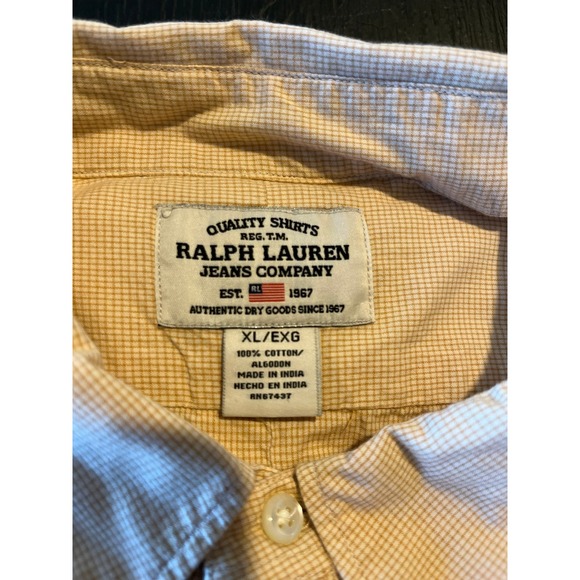 QUALITY SHIRTS
REG. T.M.
RALPH LAUREN
JEANS COMPANY
EST. RL 1967
AUTHENTIC DRY GOODS SINCE 1967
XL/EXG
100% COTTON/
ALGODON
MADE IN INDIA
HECHO EN INDIA
RN67437